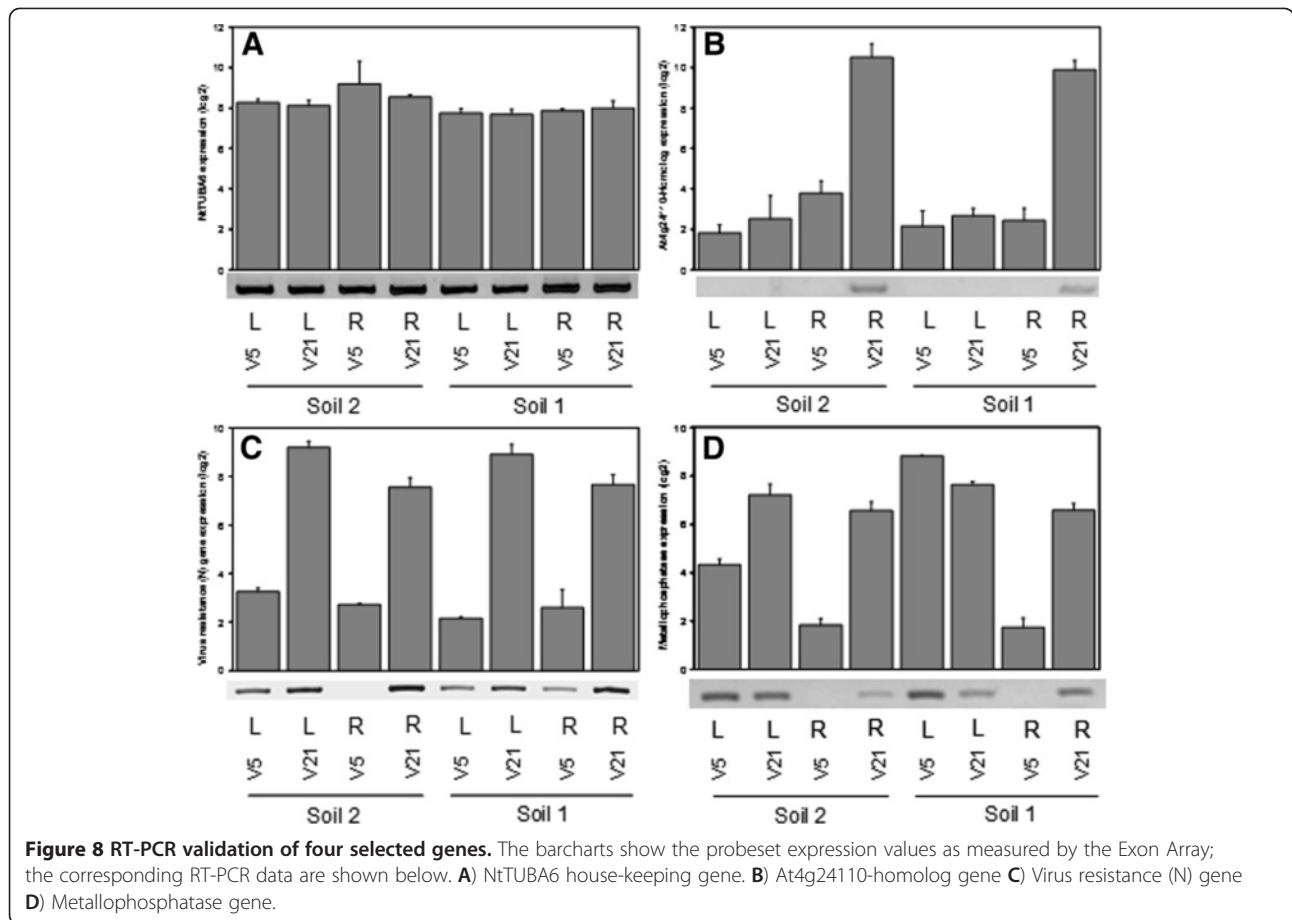 A
NtTUBA6 expression (log2)
10
8
6
4
2
0
L L R R L L R R
V5 V21 V5 V21 V5 V21 V5 V21
Soil 2 Soil 1
B
expression (log2)
12
10
8
6
4
2
0
L L R R L L R R
V5 V21 V5 V21 V5 V21 V5 V21
Soil 2 Soil 1
C
Virus resistance (N) gene expression (log2)
10
8
6
4
2
0
L L R R L L R R
V5 V21 V5 V21 V5 V21 V5 V21
Soil 2 Soil 1
D
Metallophosphatase expression (log2)
10
8
6
4
2
0
L L R R L L R R
V5 V21 V5 V21 V5 V21 V5 V21
Soil 2 Soil 1
Figure 8 RT-PCR validation of four selected genes. The barcharts show the probeset expression values as measured by the Exon Array;
the corresponding RT-PCR data are shown below. A) NtTUBA6 house-keeping gene. B) At4g24110-homolog gene C) Virus resistance (N) gene
D) Metallophosphatase gene.